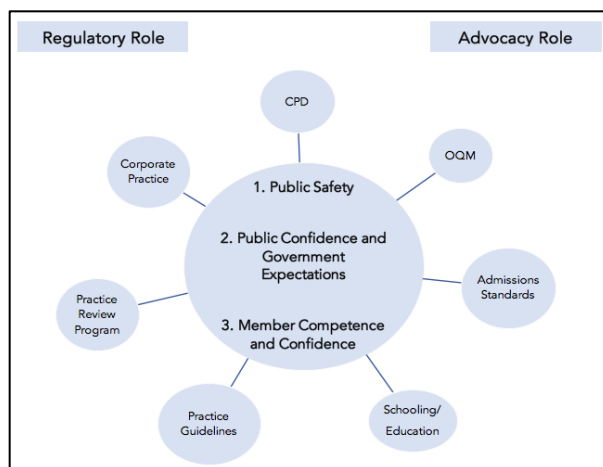 Regulatory Role
Advocacy Role
CPD
OQM
Corporate
Practice
1. Public Safety
2. Public Confidence and
Government
Expectations
3. Member Competence
and Confidence
Admissions
Standards
Practice
Review
Program
Practice
Guidelines
Schooling/
Education